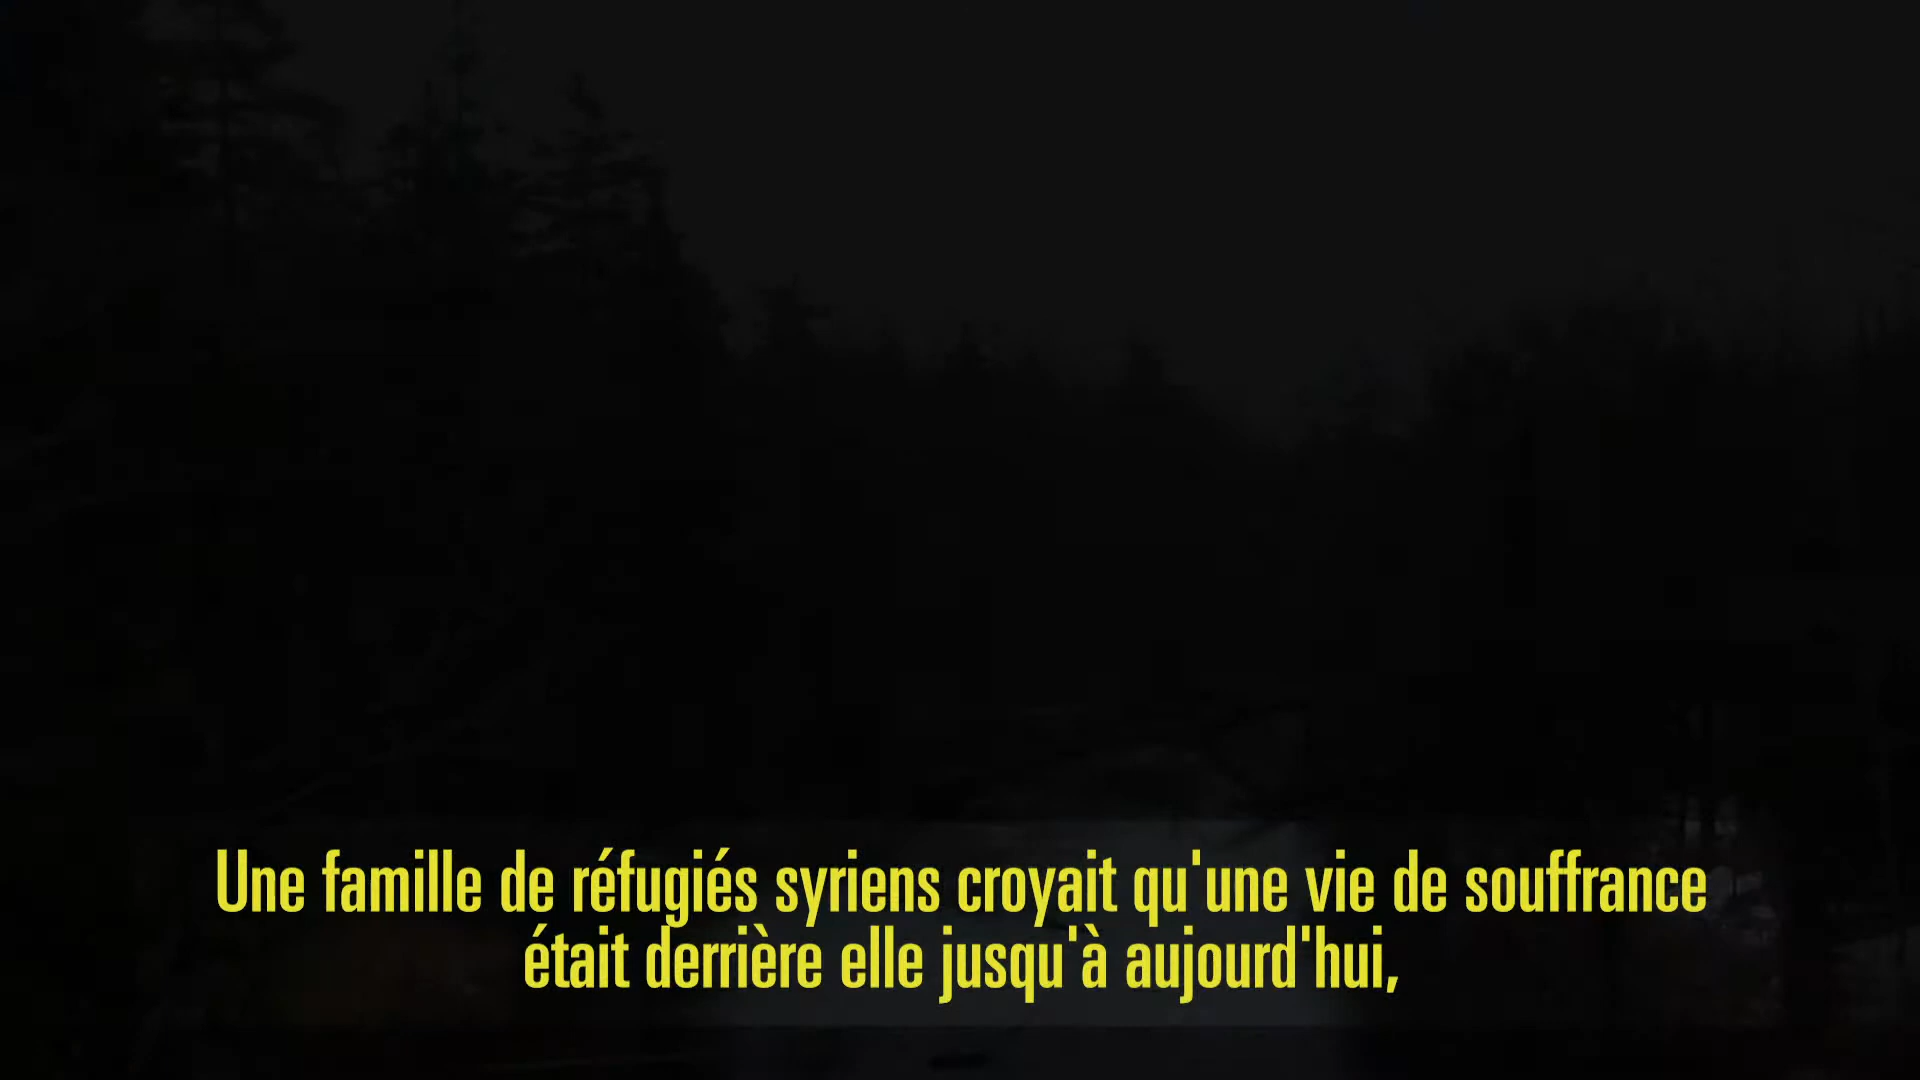 Une famille de réfugiés syriens croyait qu'une vie de souffrance
était derrière elle jusqu'à aujourd'hui,